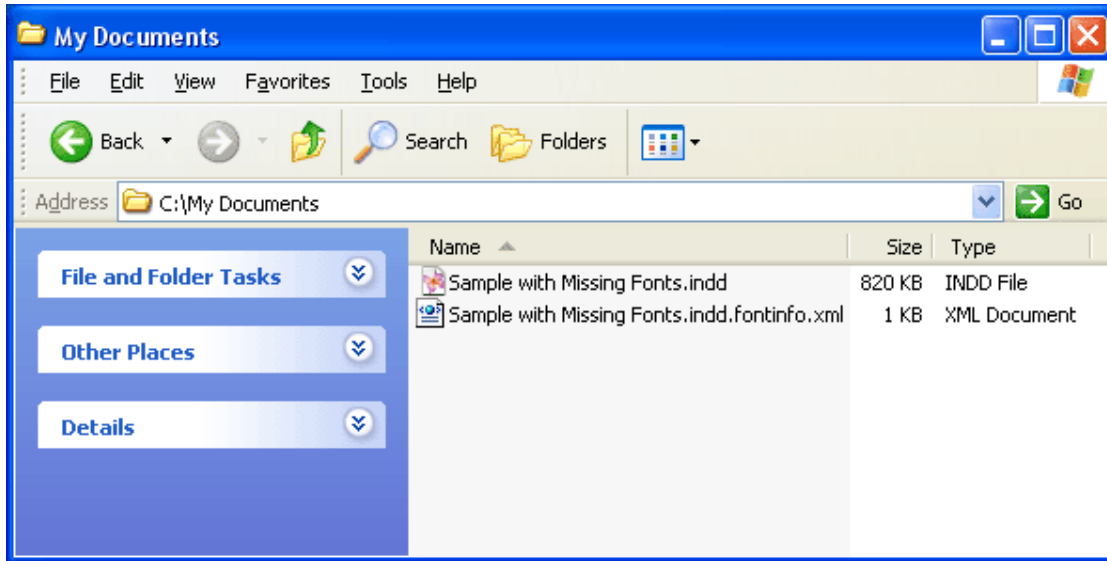 My Documents
File Edit View Favorites Tools Help
Back Search Folders
Address C:\My Documents Go
Name Size Type
File and Folder Tasks
Sample with Missing Fonts.indd 820 KB INDD File
Sample with Missing Fonts.indd.fontinfo.xml 1 KB XML Document
Other Places
Details